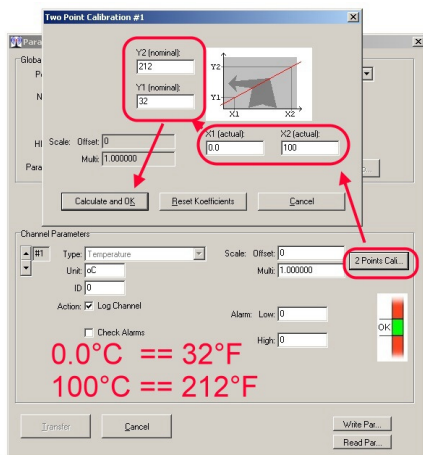 Two Point Calibration #1
Para
Globa
Y2 (nominal):
212
Y1 (nominal):
32
Y2
Y1
X1 X2
X1 (actual): X2 (actual):
0.0 100
Scale: Offset: 0
Multi: 1.000000
Calculate and OK Reset Koefficients Cancel
P
N
HI
Para
Channel Parameters
#1 Type: Temperature Scale: Offset: 0 2 Points Cali...
Unit: oC Multi: 1.000000
ID 0
Action: Log Channel Alarm: Low: 0 OK
Check Alarms High: 0
0.0°C == 32°F
100°C == 212°F
Transfer Cancel Write Par...
Read Par...